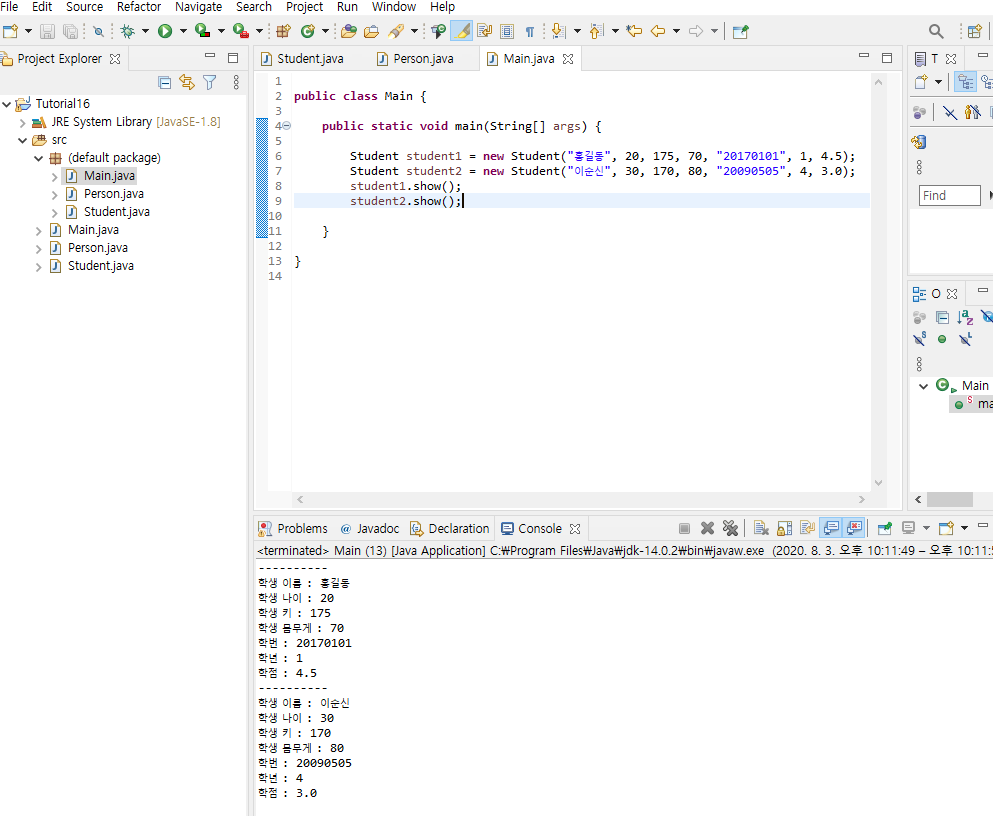 File Edit Source Refactor Navigate Search Project Run Window Help
Project Explorer
Tutorial16
JRE System Library [JavaSE-1.8]
src
(default package)
Main.java
Person.java
Student.java
Main.java
Person.java
Student.java
Student.java Person.java Main.java
1
2 public class Main {
3
4 public static void main(String[] args) {
5
6 Student student1 = new Student("홍길동", 20, 175, 70, "20170101", 1, 4.5);
7 Student student2 = new Student("이순신", 30, 170, 80, "20090505", 4, 3.0);
8 student1.show();
9 student2.show();
10
11 }
12
13 }
14
T
Find
O
Main
ma
Problems @ Javadoc Declaration Console
<terminated> Main (13) [Java Application] C:₩Program Files₩Java₩jdk-14.0.2₩bin₩javaw.exe (2020. 8. 3. 오후 10:11:49 – 오후 10:11:5
----------
학생 이름 : 홍길동
학생 나이 : 20
학생 키 : 175
학생 몸무게 : 70
학번 : 20170101
학년 : 1
학점 : 4.5
----------
학생 이름 : 이순신
학생 나이 : 30
학생 키 : 170
학생 몸무게 : 80
학번 : 20090505
학년 : 4
학점 : 3.0